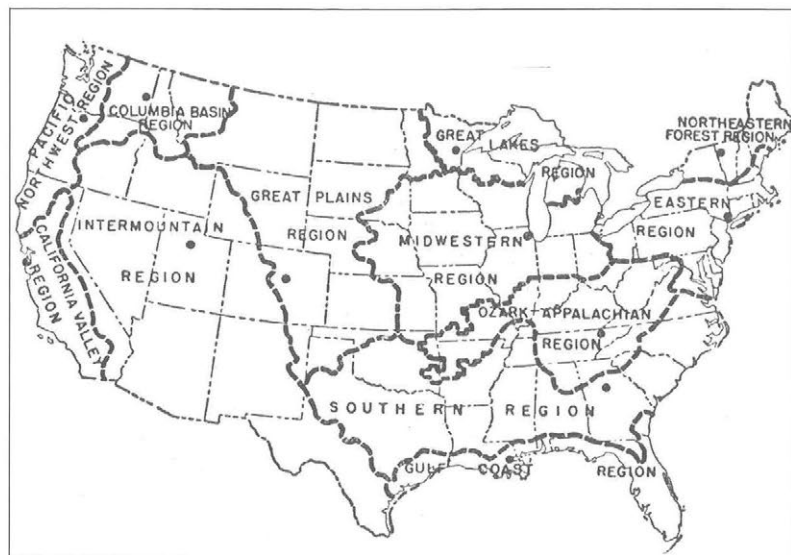 PACIFIC
NORTHWEST REGION
COLUMBIA BASIN
REGION
GREAT LAKES
REGION
NORTHEASTERN
FOREST REGION
GREAT PLAINS
REGION
EASTERN
REGION
INTERMOUNTAIN
REGION
MIDWESTERN
REGION
CALIFORNIA VALLEY
REGION
OZARK-APPALACHIAN
REGION
SOUTHERN REGION
GULF COAST REGION